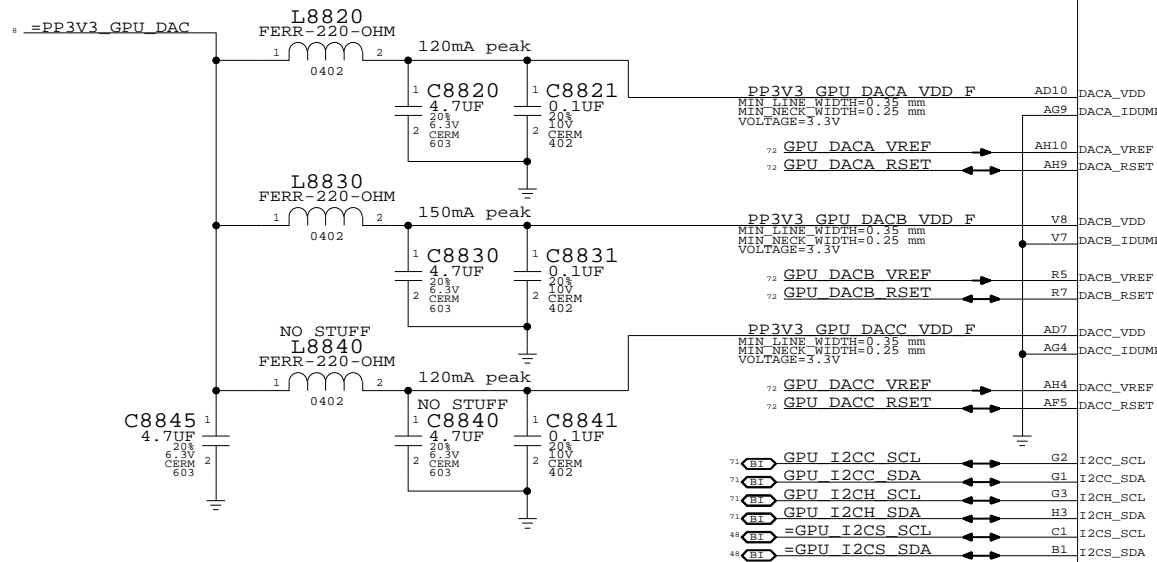 8 =PP3V3_GPU_DAC
L8820
FERR-220-OHM
1 2
0402
120mA peak
1 C8820
4.7UF
20%
6.3V
2 CERM
603
1 C8821
0.1UF
20%
10V
2 CERM
402
PP3V3_GPU_DACA_VDD_F
MIN_LINE_WIDTH=0.35 mm
MIN_NECK_WIDTH=0.25 mm
VOLTAGE=3.3V
AD10 DACA_VDD
AG9 DACA_IDUMP
72 GPU_DACA_VREF AH10 DACA_VREF
72 GPU_DACA_RSET AH9 DACA_RSET
L8830
FERR-220-OHM
1 2
0402
150mA peak
1 C8830
4.7UF
20%
6.3V
2 CERM
603
1 C8831
0.1UF
20%
10V
2 CERM
402
PP3V3_GPU_DACB_VDD_F
MIN_LINE_WIDTH=0.35 mm
MIN_NECK_WIDTH=0.25 mm
VOLTAGE=3.3V
V8 DACB_VDD
V7 DACB_IDUMP
72 GPU_DACB_VREF R5 DACB_VREF
72 GPU_DACB_RSET R7 DACB_RSET
NO STUFF
L8840
FERR-220-OHM
1 2
0402
120mA peak
C8845 1
4.7UF
20%
6.3V
CERM 2
603
NO STUFF
1 C8840
4.7UF
20%
6.3V
2 CERM
603
1 C8841
0.1UF
20%
10V
2 CERM
402
PP3V3_GPU_DACC_VDD_F
MIN_LINE_WIDTH=0.35 mm
MIN_NECK_WIDTH=0.25 mm
VOLTAGE=3.3V
AD7 DACC_VDD
AG4 DACC_IDUMP
72 GPU_DACC_VREF AH4 DACC_VREF
72 GPU_DACC_RSET AF5 DACC_RSET
71 BI GPU_I2CC_SCL G2 I2CC_SCL
71 BI GPU_I2CC_SDA G1 I2CC_SDA
71 BI GPU_I2CH_SCL G3 I2CH_SCL
71 BI GPU_I2CH_SDA H3 I2CH_SDA
48 BI =GPU_I2CS_SCL C1 I2CS_SCL
48 BI =GPU_I2CS_SDA B1 I2CS_SDA